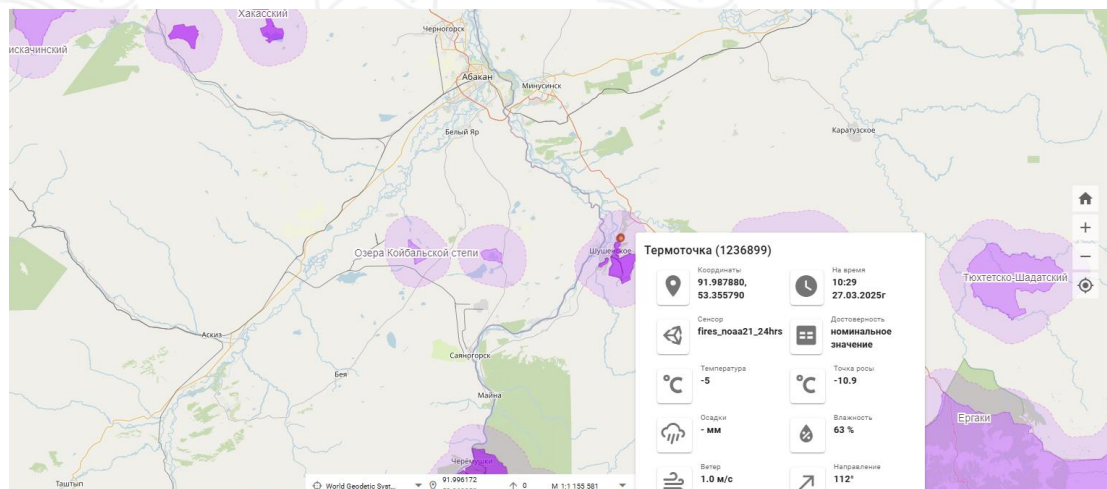 Хакасский
искачинский
Черногорск
Абакан
Минусинск
Белый Яр
Каратузское
Озера Койбальской степи
Шушенское
Тюхтетско-Шадатский
Аскиз
Саяногорск
Бея
Майна
Ергаки
Черёмушки
Таштып
Термоточка (1236899)
Координаты
91.987880,
53.355790
На время
10:29
27.03.2025г
Сенсор
fires_noaa21_24hrs
Достоверность
номинальное
значение
Температура
-5
Точка росы
-10.9
Осадки
- мм
Влажность
63 %
Ветер
1.0 м/с
Направление
112°
World Geodetic Syst...
91.996172
0
М 1:1 155 581